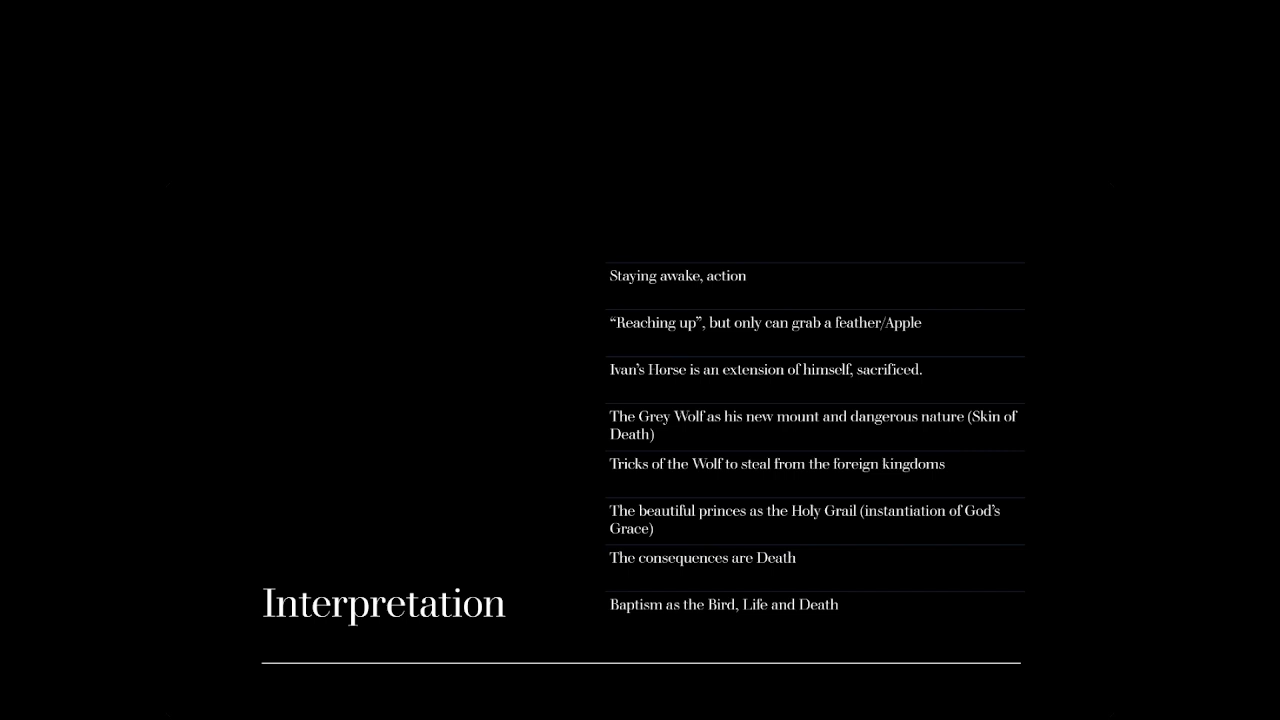 Staying awake, action
“Reaching up”, but only can grab a feather/Apple
Ivan’s Horse is an extension of himself, sacrificed.
The Grey Wolf as his new mount and dangerous nature (Skin of
Death)
Tricks of the Wolf to steal from the foreign kingdoms
The beautiful princes as the Holy Grail (instantiation of God’s
Grace)
The consequences are Death
Interpretation
Baptism as the Bird, Life and Death